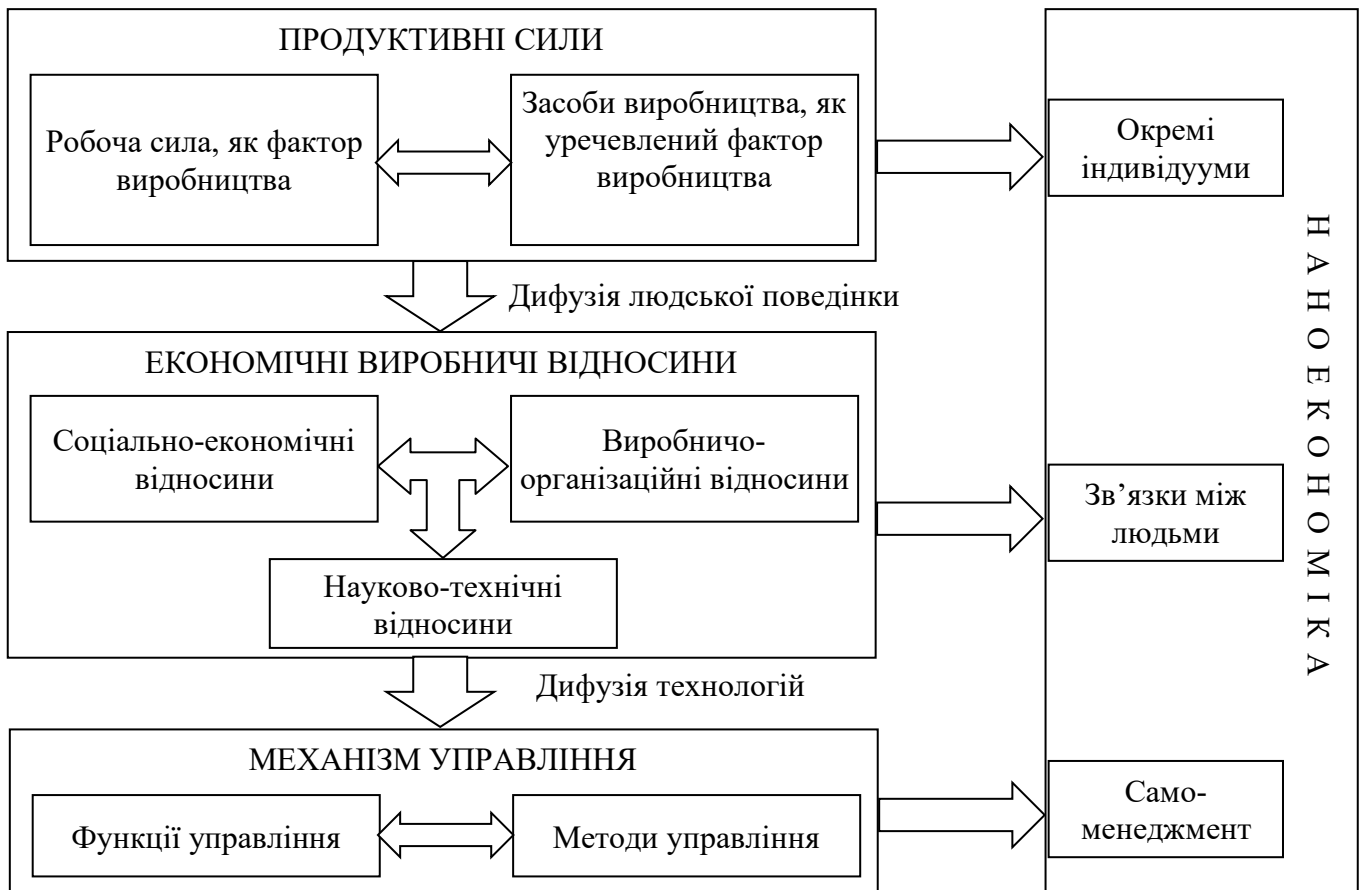 ПРОДУКТИВНІ СИЛИ
Робоча сила, як фактор
виробництва
Засоби виробництва, як
уречевлений фактор
виробництва
Окремі
індивідууми
Дифузія людської поведінки
ЕКОНОМІЧНІ ВИРОБНИЧІ ВІДНОСИНИ
Соціально-економічні
відносини
Виробничо-
організаційні відносини
Науково-технічні
відносини
Зв’язки між
людьми
Дифузія технологій
МЕХАНІЗМ УПРАВЛІННЯ
Функції управління
Методи управління
Само-
менеджмент
НАНОЕКОНОМІКА